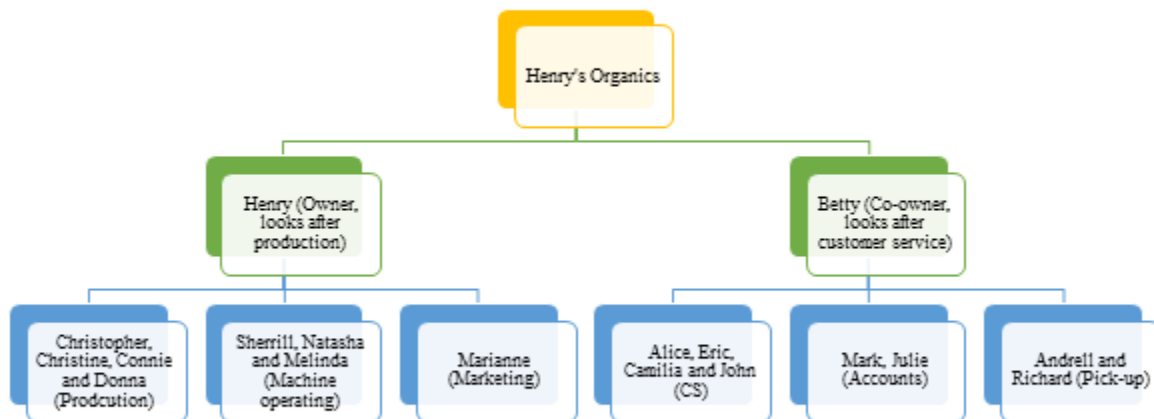 Henry's Organics
Henry (Owner,
looks after
production)
Betty (Co-owner,
looks after
customer service)
Christopher,
Christine, Connie
and Donna
(Prodcution)
Sherrill, Natasha
and Melinda
(Machine
operating)
Marianne
(Marketing)
Alice, Eric,
Camilia and John
(CS)
Mark, Julie
(Accounts)
Andrell and
Richard (Pick-up)